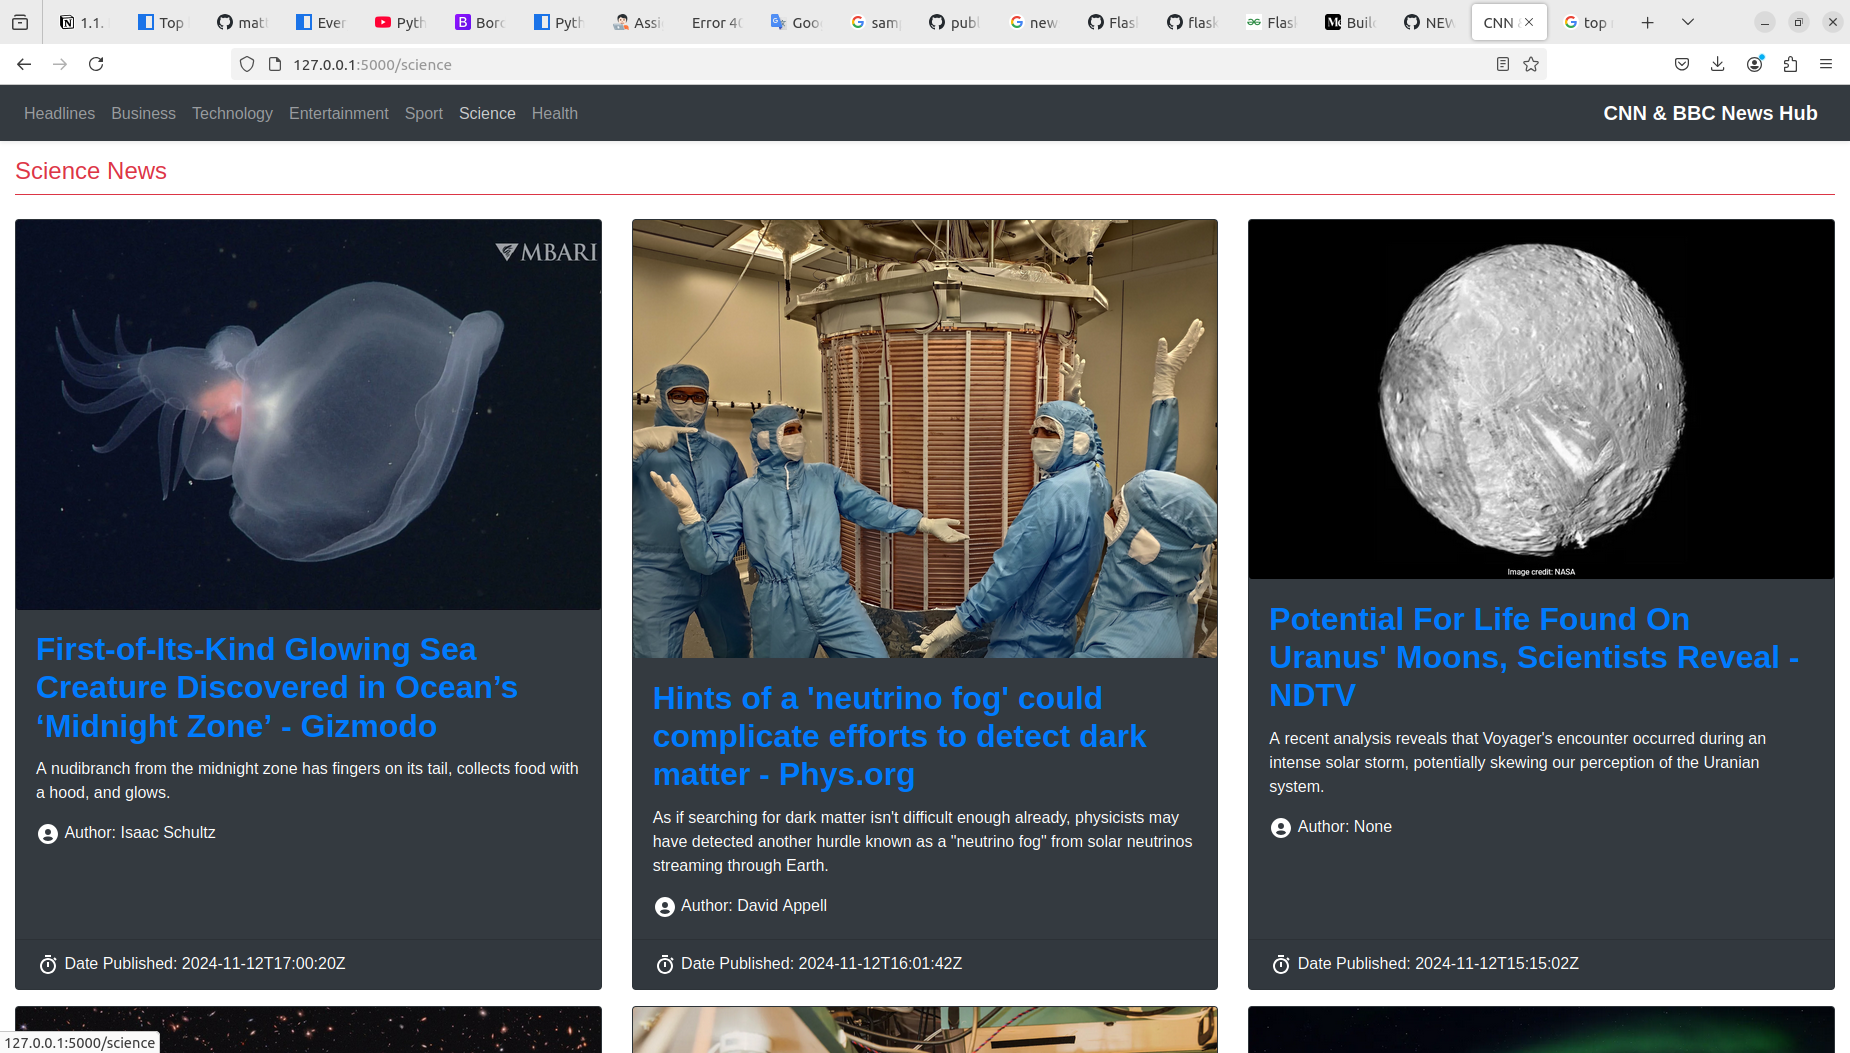 1.1.
Top
matt
Ever
Pyth
Borc
Pyth
Assi
Error 4
Goo
sam
publ
new
Flas
flask
Flas
Buil
NEW
CNN
top
127.0.0.1:5000/science
Headlines Business Technology Entertainment Sport Science Health
CNN & BBC News Hub
Science News
MBARI
First-of-Its-Kind Glowing Sea
Creature Discovered in Ocean’s
‘Midnight Zone’ - Gizmodo
A nudibranch from the midnight zone has fingers on its tail, collects food with
a hood, and glows.
Author: Isaac Schultz
Date Published: 2024-11-12T17:00:20Z
Hints of a 'neutrino fog' could
complicate efforts to detect dark
matter - Phys.org
As if searching for dark matter isn't difficult enough already, physicists may
have detected another hurdle known as a "neutrino fog" from solar neutrinos
streaming through Earth.
Author: David Appell
Date Published: 2024-11-12T16:01:42Z
Image credit: NASA
Potential For Life Found On
Uranus' Moons, Scientists Reveal -
NDTV
A recent analysis reveals that Voyager's encounter occurred during an
intense solar storm, potentially skewing our perception of the Uranian
system.
Author: None
Date Published: 2024-11-12T15:15:02Z
127.0.0.1:5000/science